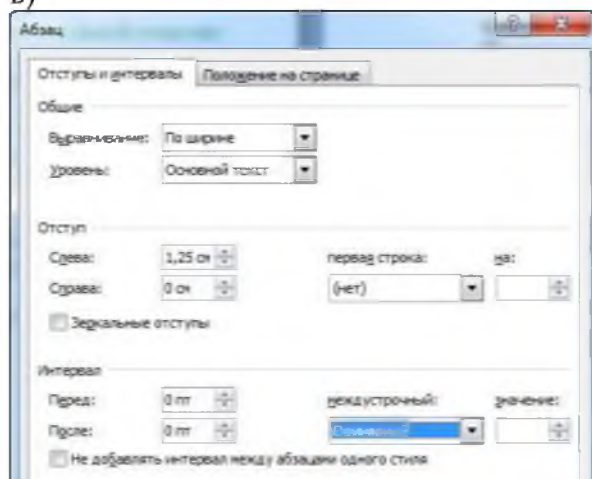 В)
Абзац
Отступы и интервалы Положение на странице
Общие
Выравнивание: По ширине
Уровень: Основной текст
Отступ
Слева: 1,25 см первая строка: на:
Справа: 0 см (нет)
Зеркальные отступы
Интервал
Перед: 0 пт междустрочный: значение:
После: 0 пт Одинарный
Не добавлять интервал между абзацами одного стиля